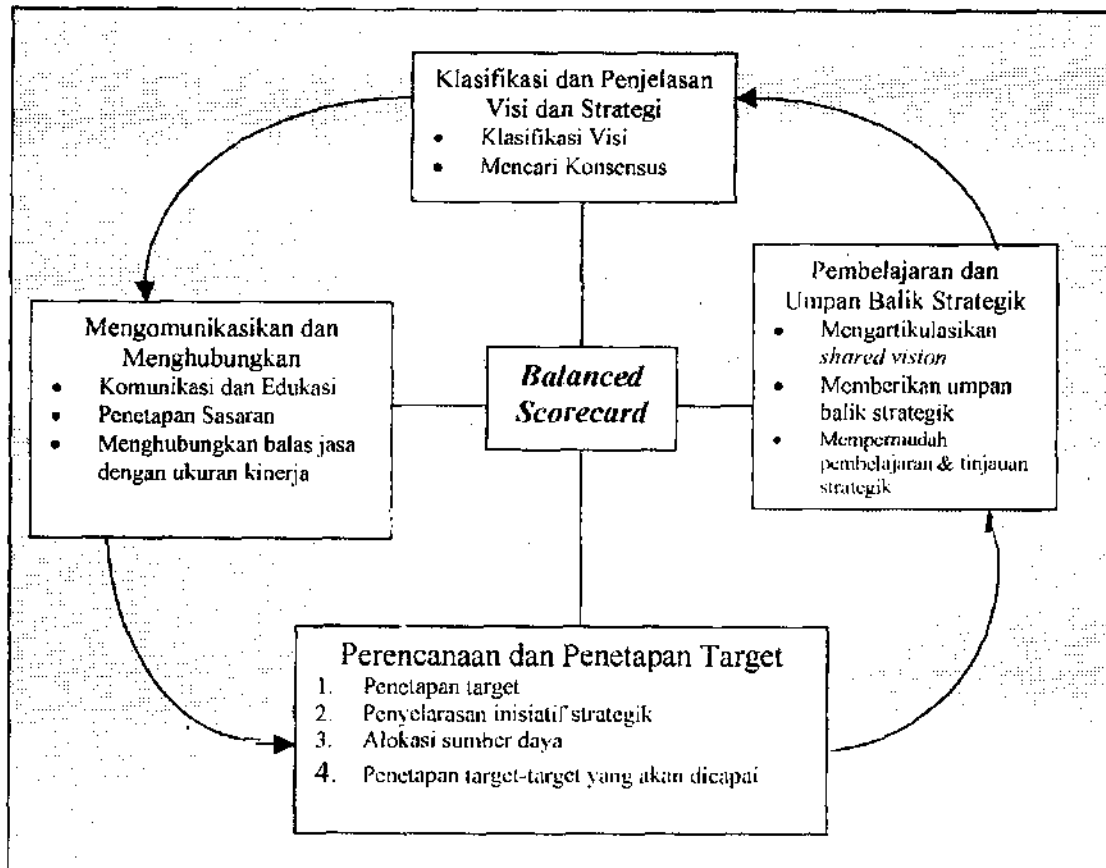 Klasifikasi dan Penjelasan
Visi dan Strategi
• Klasifikasi Visi
• Mencari Konsensus
Mengomunikasikan dan
Menghubungkan
• Komunikasi dan Edukasi
• Penetapan Sasaran
• Menghubungkan balas jasa
dengan ukuran kinerja
Balanced
Scorecard
Pembelajaran dan
Umpan Balik Strategik
• Mengartikulasikan
shared vision
• Memberikan umpan
balik strategik
• Mempermudah
pembelajaran & tinjauan
strategik
Perencanaan dan Penetapan Target
1. Penetapan target
2. Penyelarasan inisiatif strategik
3. Alokasi sumber daya
4. Penetapan target-target yang akan dicapai